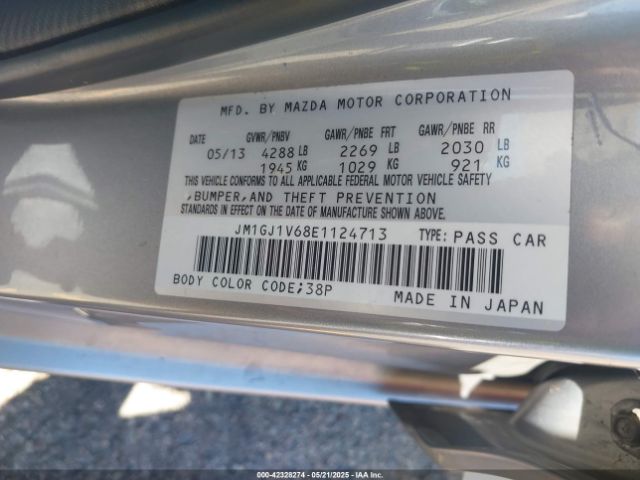 MFD. BY MAZDA MOTOR CORPORATION
DATE GVWR/PNBV GAWR/PNBE FRT GAWR/PNBE RR
05/13 4288 LB 2269 LB 2030 LB
1945 KG 1029 KG 921 KG
THIS VEHICLE CONFORMS TO ALL APPLICABLE FEDERAL MOTOR VEHICLE SAFETY
,BUMPER,AND THEFT PREVENTION
STANDARDS IN EFFECT ON THE DATE OF MANUFACTURE SHOWN ABOVE.
JM1GJ1V68E1124713 TYPE: PASS CAR
BODY COLOR CODE;38P MADE IN JAPAN
000-42328274 — 05/21/2025 — IAA Inc.